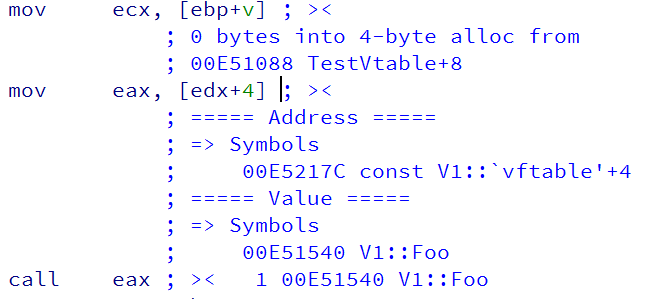 mov     ecx, [ebp+v] ; ><
; 0 bytes into 4-byte alloc from
; 00E51088 TestVtable+8
mov     eax, [edx+4] ; ><
; ===== Address =====
; => Symbols
;     00E5217C const V1::`vftable'+4
; ===== Value =====
; => Symbols
;     00E51540 V1::Foo
call    eax ; ><   1 00E51540 V1::Foo